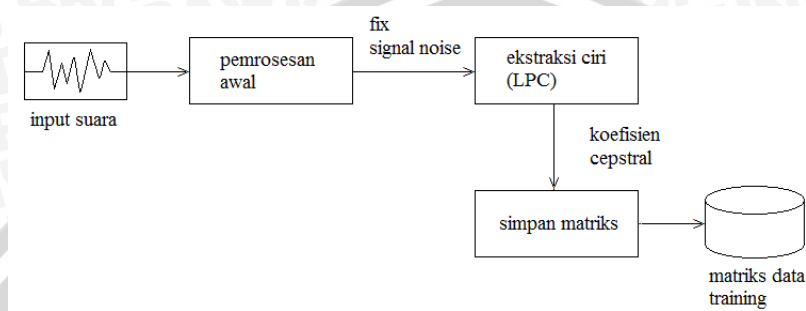 input suara
pemrosesan
awal
fix
signal noise
ekstraksi ciri
(LPC)
koefisien
cepstral
simpan matriks
matriks data
training